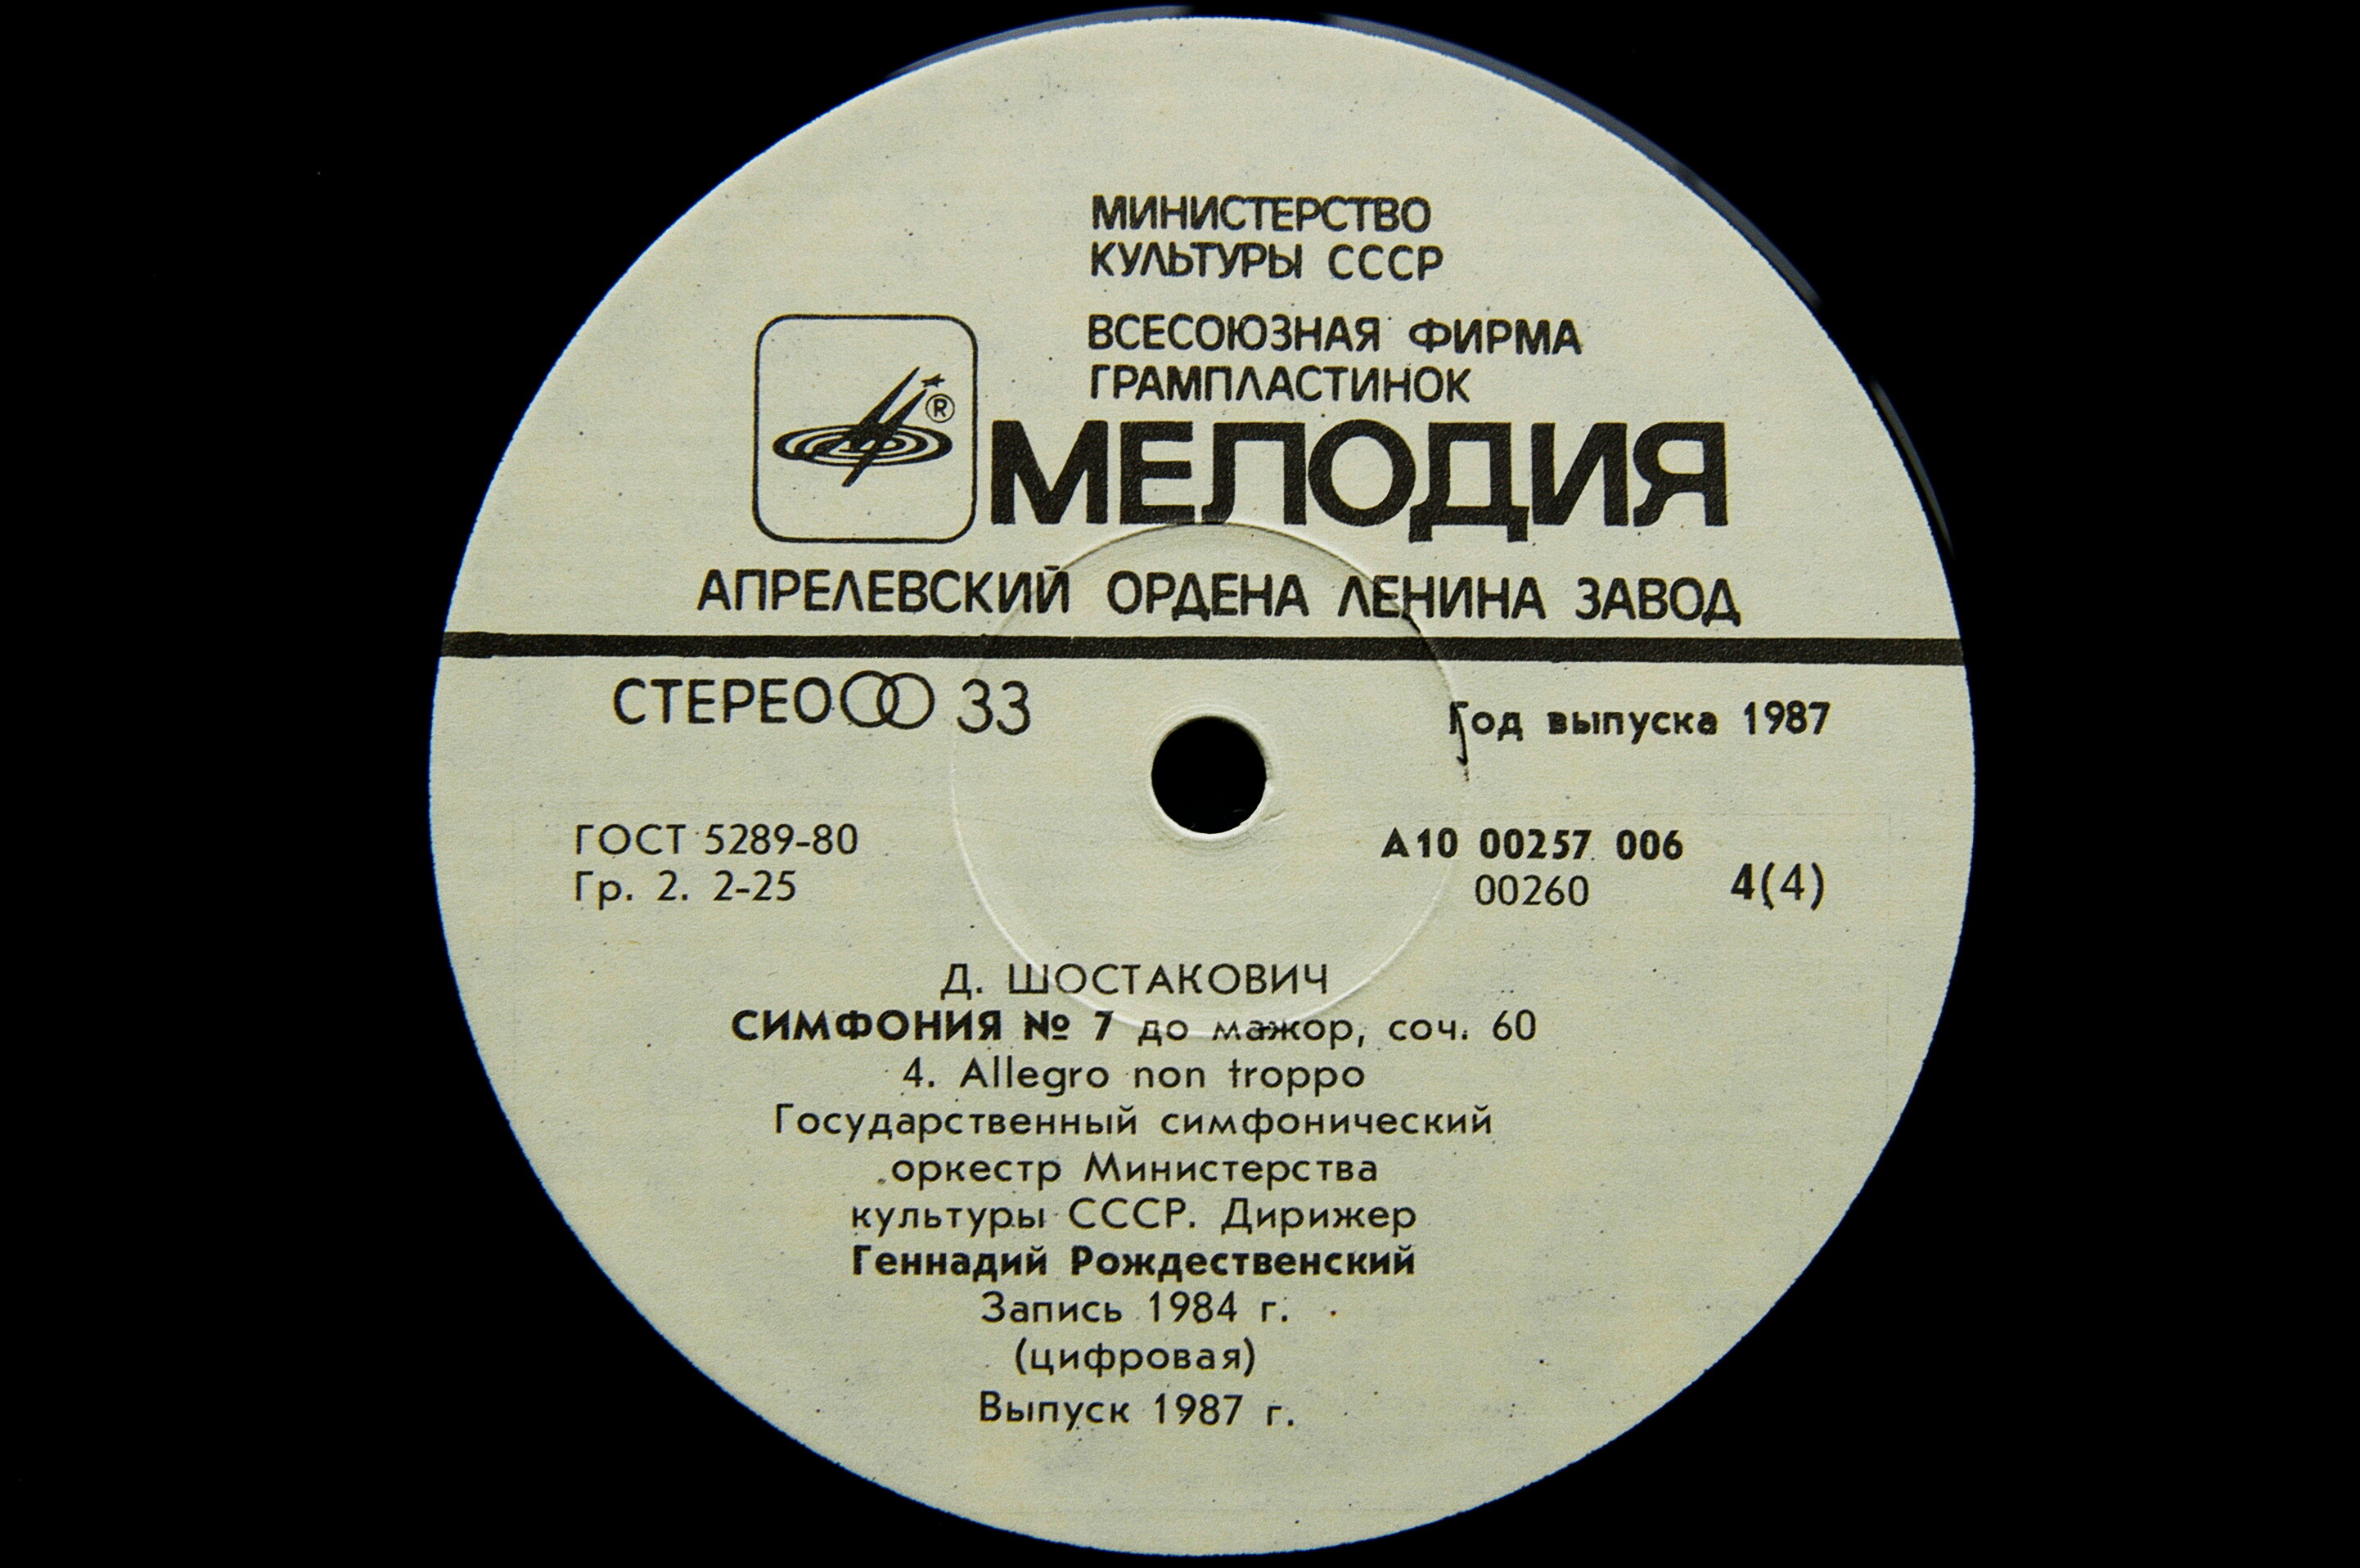 МИНИСТЕРСТВО
КУЛЬТУРЫ СССР
ВСЕСОЮЗНАЯ ФИРМА
ГРАМПЛАСТИНОК
®
МЕЛОДИЯ
АПРЕЛЕВСКИЙ ОРДЕНА ЛЕНИНА ЗАВОД
СТЕРЕО 33
Год выпуска 1987
ГОСТ 5289-80
Гр. 2. 2-25
А10 00257 006
00260
4(4)
Д. ШОСТАКОВИЧ
СИМФОНИЯ № 7 до мажор, соч. 60
4. Allegro non troppo
Государственный симфонический
оркестр Министерства
культуры СССР. Дирижер
Геннадий Рождественский
Запись 1984 г.
(цифровая)
Выпуск 1987 г.